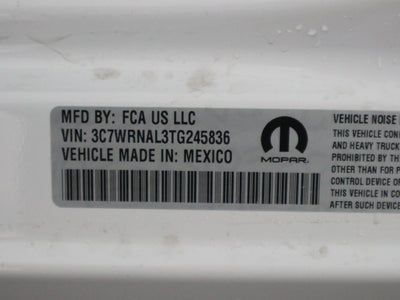 MFD BY: FCA US LLC
VIN: 3C7WRNAL3TG245836
VEHICLE MADE IN: MEXICO
MOPAR.
VEHICLE NOISE
THIS VEHICLE CON
AND HEAVY TRUCK
PROHIBITED BY TH
OTHER THAN FOR P
CONTROL DEVICE O
THIS VEHICLE IN CO
AFTER SUCH DEVICE